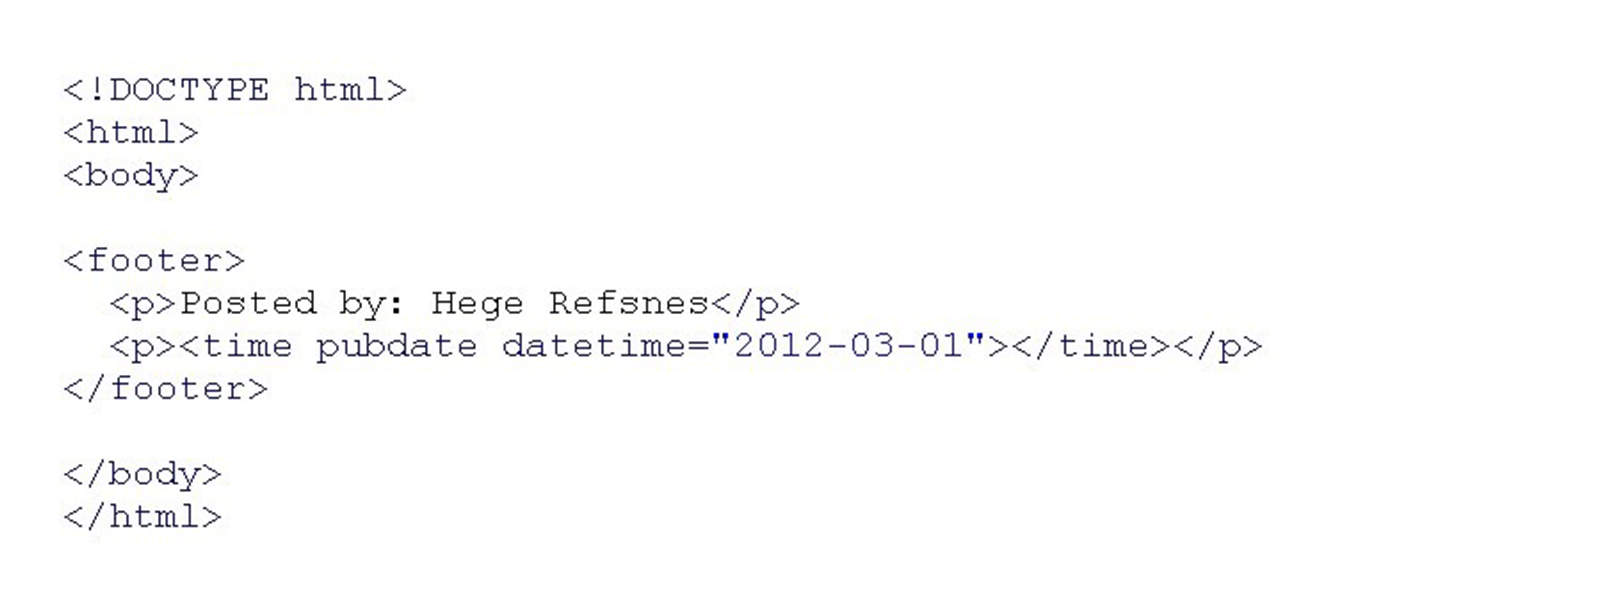 <!DOCTYPE html>
<html>
<body>
<footer>
<p>Posted by: Hege Refsnes</p>
<p><time pubdate datetime="2012-03-01"></time></p>
</footer>
</body>
</html>